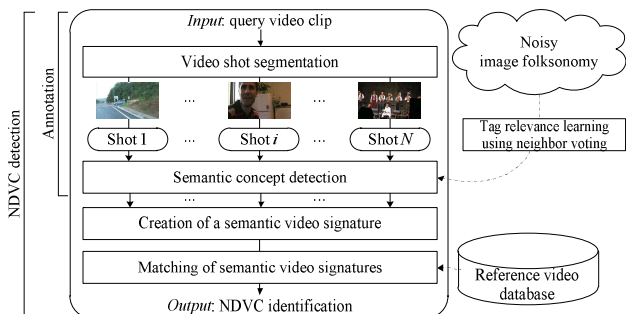 Input: query video clip
Video shot segmentation
... ...
Shot 1 ... Shot i ... Shot N
Semantic concept detection
... ...
Creation of a semantic video signature
Matching of semantic video signatures
Output: NDVC identification
NDVC detection
Annotation
Noisy
image folksonomy
Tag relevance learning
using neighbor voting
Reference video
database